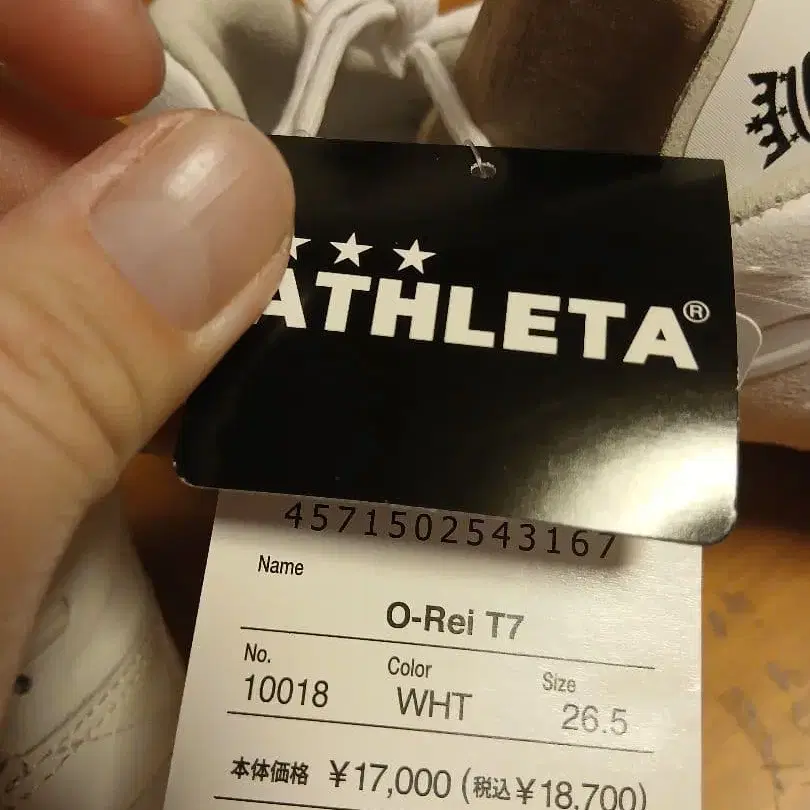 ★★★
ATHLETA®
4571502543167
Name
O-Rei T7
No.
Color
Size
10018
WHT
26.5
本体価格 ￥17,000 (税込￥18,700)